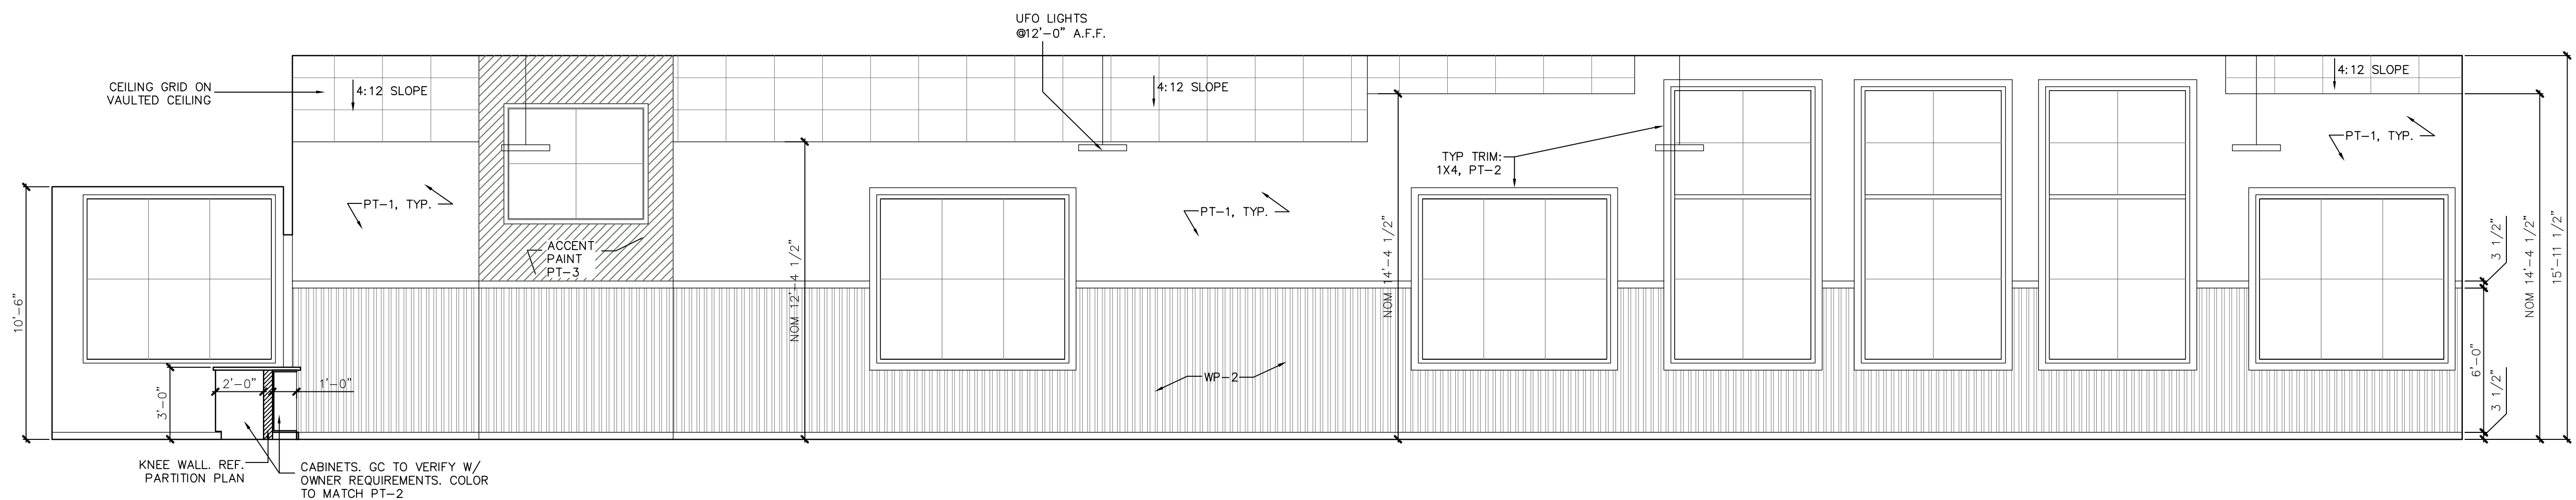 UFO LIGHTS
@12'-0" A.F.F.
CEILING GRID ON
VAULTED CEILING
4:12 SLOPE
4:12 SLOPE
4:12 SLOPE
TYP TRIM:
1X4, PT-2
PT-1, TYP.
PT-1, TYP.
PT-1, TYP.
ACCENT
PAINT
PT-3
10'-6"
NOM 12'-4 1/2"
NOM 14'-4 1/2"
3 1/2"
NOM 14'-4 1/2"
15'-11 1/2"
6'-0"
3 1/2"
WP-2
2'-0"
1'-0"
3'-0"
KNEE WALL. REF.
PARTITION PLAN
CABINETS. GC TO VERIFY W/
OWNER REQUIREMENTS. COLOR
TO MATCH PT-2